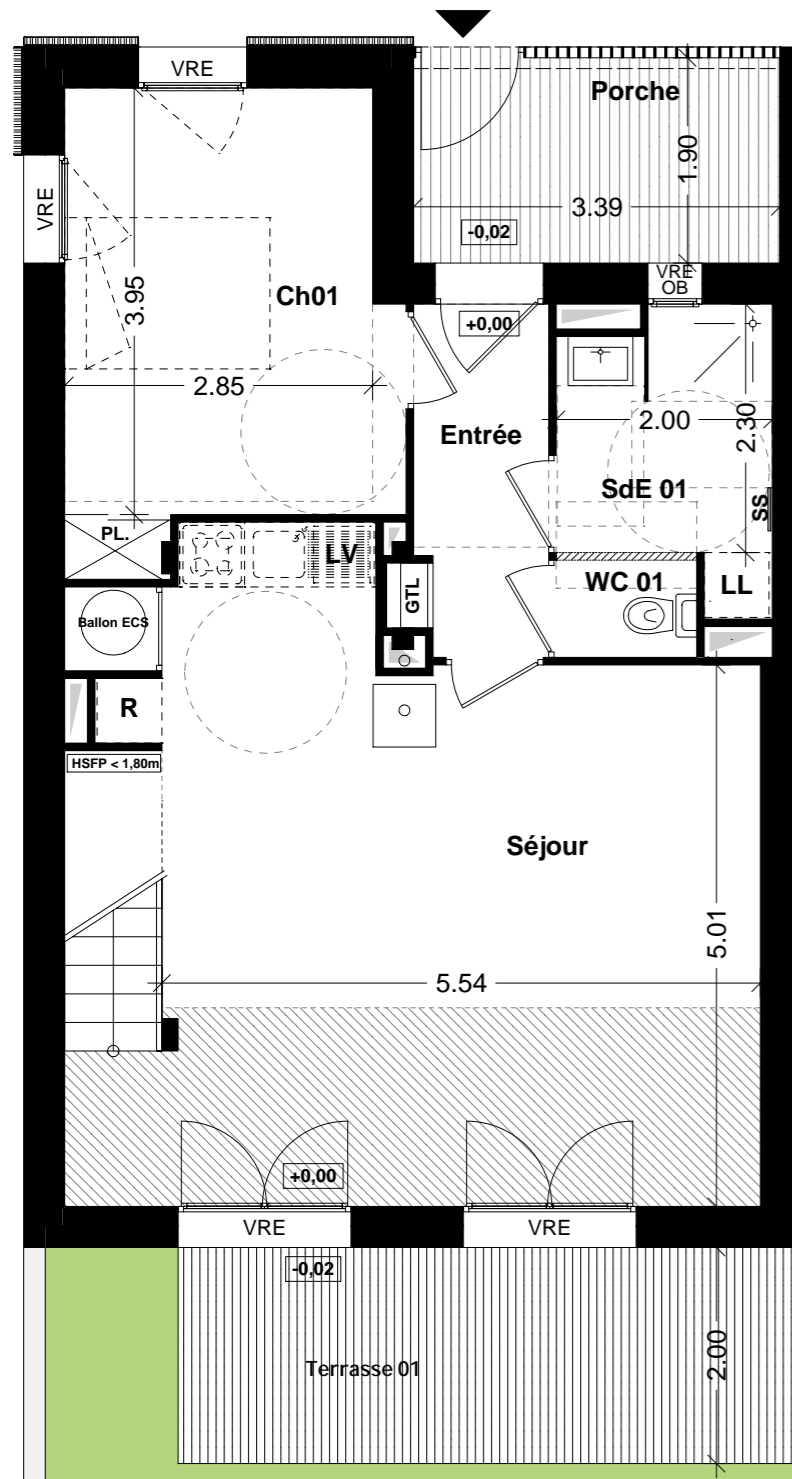 VRE
Porche
1.90
3.39
-0,02
VRE
VRE
OB
Ch01
3.95
+0,00
2.85
Entrée
2.00
2.30
SdE 01
SS
PL.
LV
GTL
WC 01
LL
Ballon ECS
R
HSFP < 1,80m
Séjour
5.01
5.54
+0,00
VRE
VRE
-0,02
Terrasse 01
2.00